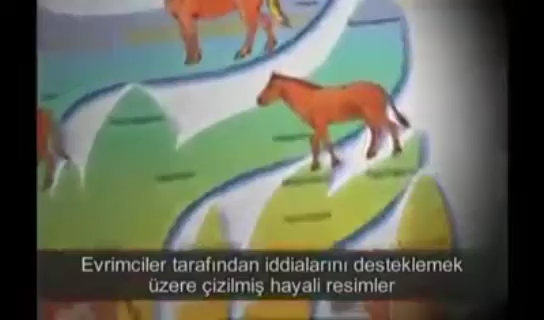 Evrimciler tarafından iddialarını desteklemek
üzere çizilmiş hayali resimler